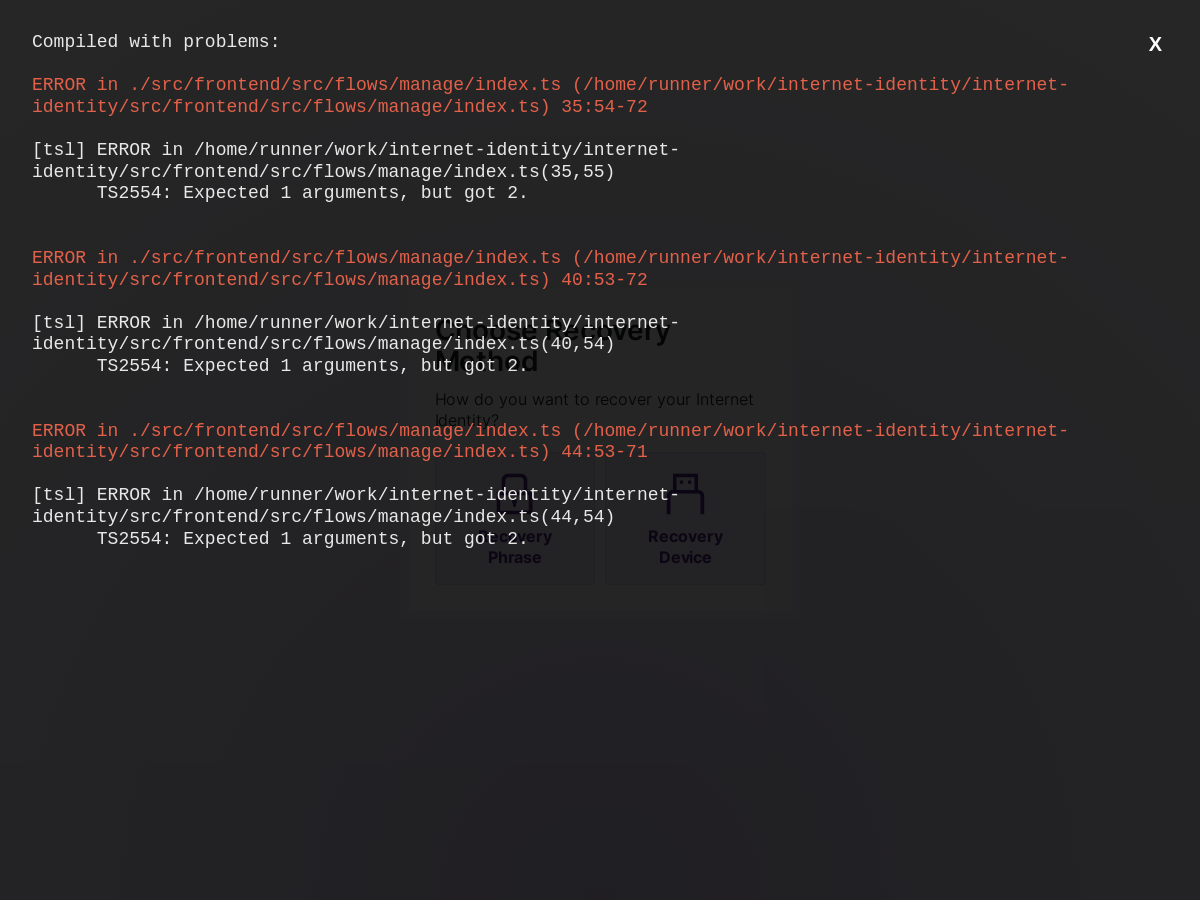 Compiled with problems:
X
ERROR in ./src/frontend/src/flows/manage/index.ts (/home/runner/work/internet-identity/internet-
identity/src/frontend/src/flows/manage/index.ts) 35:54-72
[tsl] ERROR in /home/runner/work/internet-identity/internet-
identity/src/frontend/src/flows/manage/index.ts(35,55)
TS2554: Expected 1 arguments, but got 2.
ERROR in ./src/frontend/src/flows/manage/index.ts (/home/runner/work/internet-identity/internet-
identity/src/frontend/src/flows/manage/index.ts) 40:53-72
[tsl] ERROR in /home/runner/work/internet-identity/internet-
identity/src/frontend/src/flows/manage/index.ts(40,54)
TS2554: Expected 1 arguments, but got 2.
ERROR in ./src/frontend/src/flows/manage/index.ts (/home/runner/work/internet-identity/internet-
identity/src/frontend/src/flows/manage/index.ts) 44:53-71
[tsl] ERROR in /home/runner/work/internet-identity/internet-
identity/src/frontend/src/flows/manage/index.ts(44,54)
TS2554: Expected 1 arguments, but got 2.
Choose Recovery
Method
How do you want to recover your Internet
Identity?
Recovery
Phrase
Recovery
Device